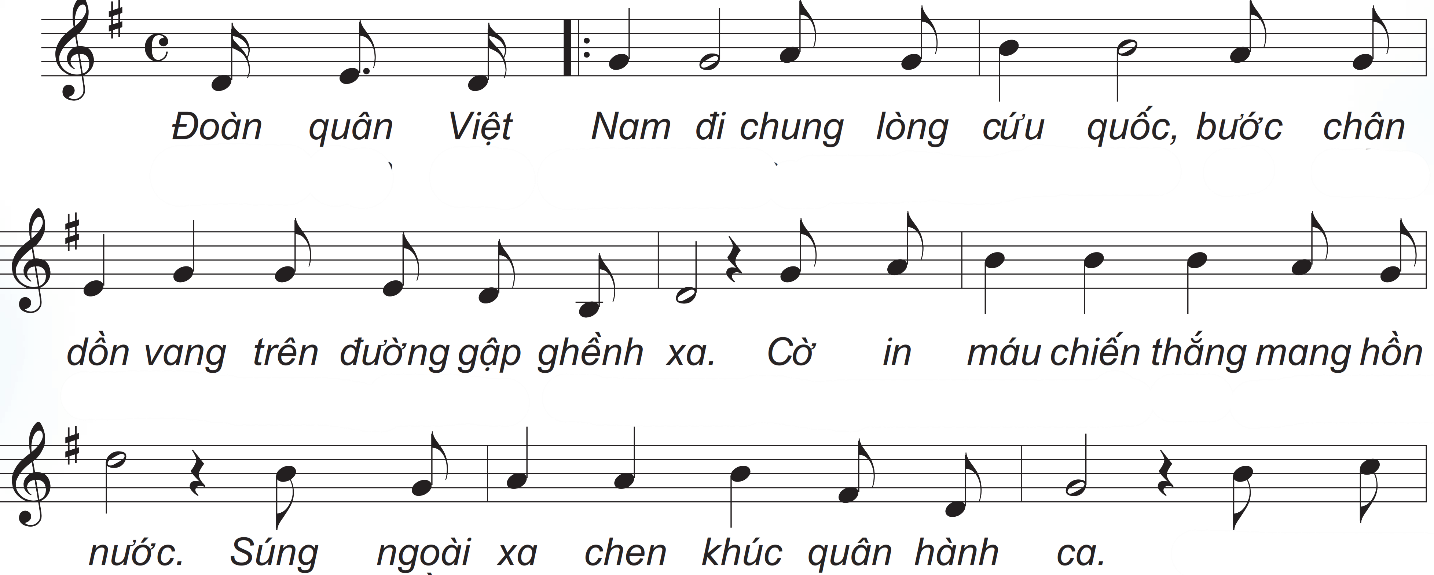 Đoàn quân Việt Nam đi chung lòng cứu quốc, bước chân
dồn vang trên đường gập ghềnh xa. Cờ in máu chiến thắng mang hồn
nước. Súng ngoài xa chen khúc quân hành ca.